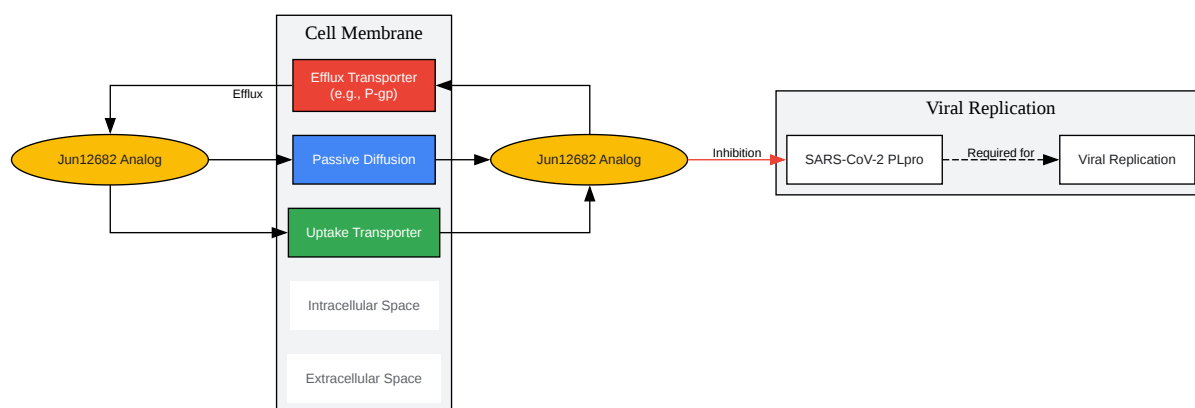 Cell Membrane
Efflux Transporter
(e.g., P-gp)
Efflux
Jun12682 Analog
Passive Diffusion
Jun12682 Analog
Uptake Transporter
Intracellular Space
Extracellular Space
Inhibition
Viral Replication
SARS-CoV-2 PLpro
Required for
Viral Replication